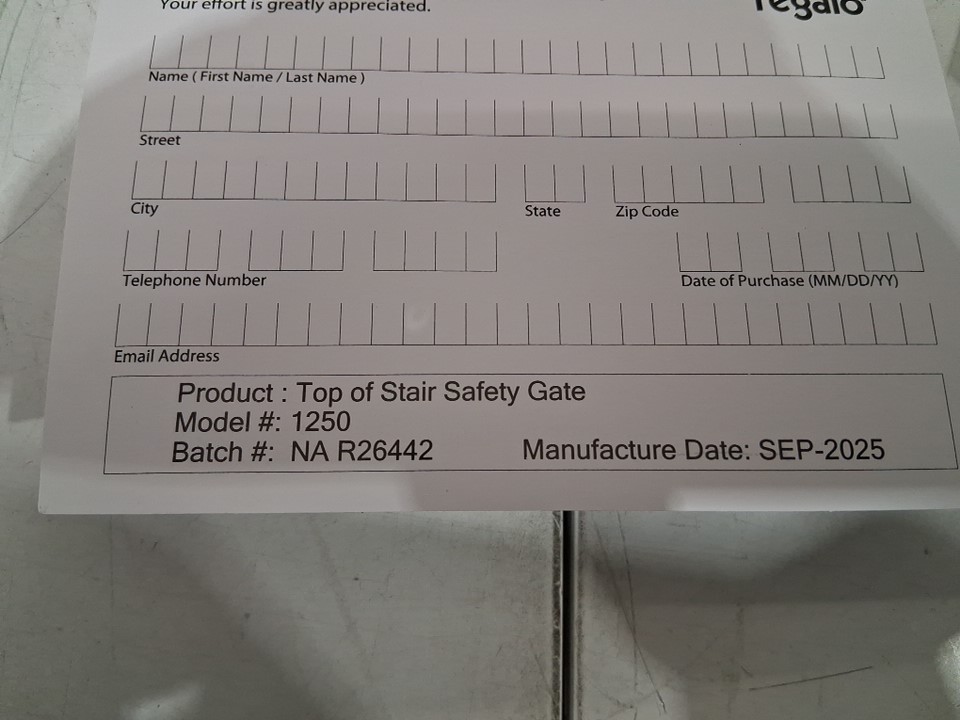 Your effort is greatly appreciated.
regalo
Name ( First Name / Last Name )
Street
City
State
Zip Code
Telephone Number
Date of Purchase (MM/DD/YY)
Email Address
Product : Top of Stair Safety Gate
Model #: 1250
Batch #: NA R26442
Manufacture Date: SEP-2025